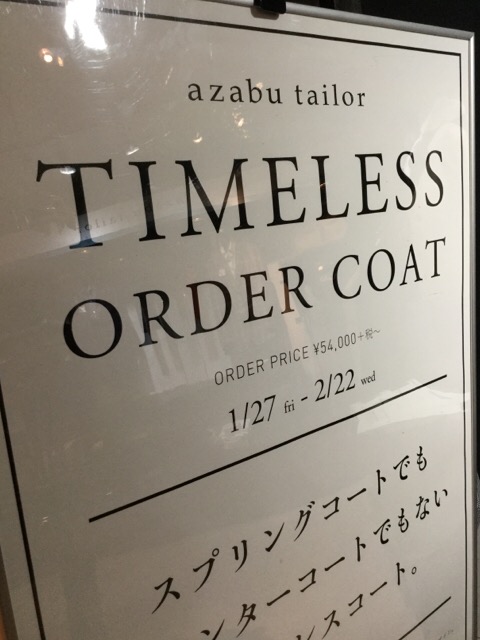 azabu tailor
TIMELESS
ORDER COAT
ORDER PRICE ¥54,000+税〜
1/27 fri - 2/22 wed
スプリングコートでも
ンターコートでもない
レスコート。